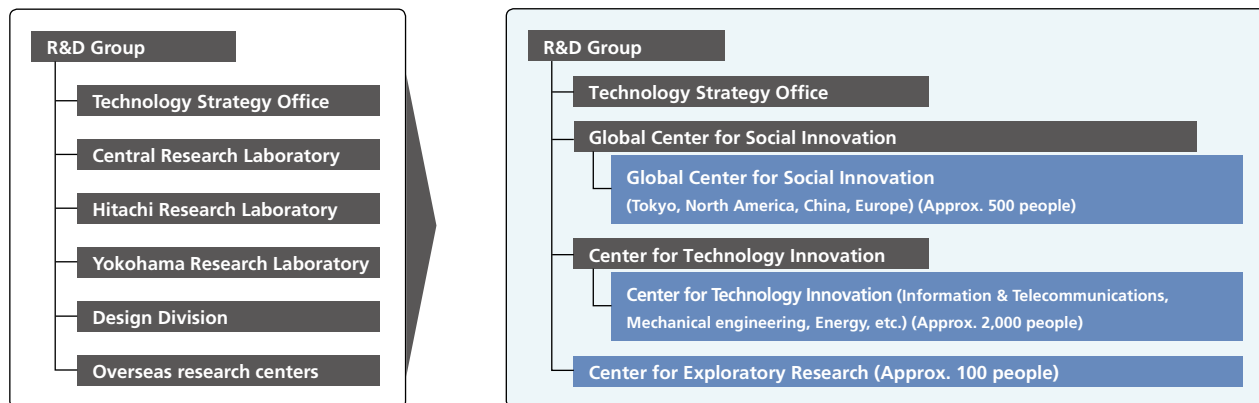 R&D Group
Technology Strategy Office
Central Research Laboratory
Hitachi Research Laboratory
Yokohama Research Laboratory
Design Division
Overseas research centers
R&D Group
Technology Strategy Office
Global Center for Social Innovation
Global Center for Social Innovation
(Tokyo, North America, China, Europe) (Approx. 500 people)
Center for Technology Innovation
Center for Technology Innovation (Information & Telecommunications,
Mechanical engineering, Energy, etc.) (Approx. 2,000 people)
Center for Exploratory Research (Approx. 100 people)